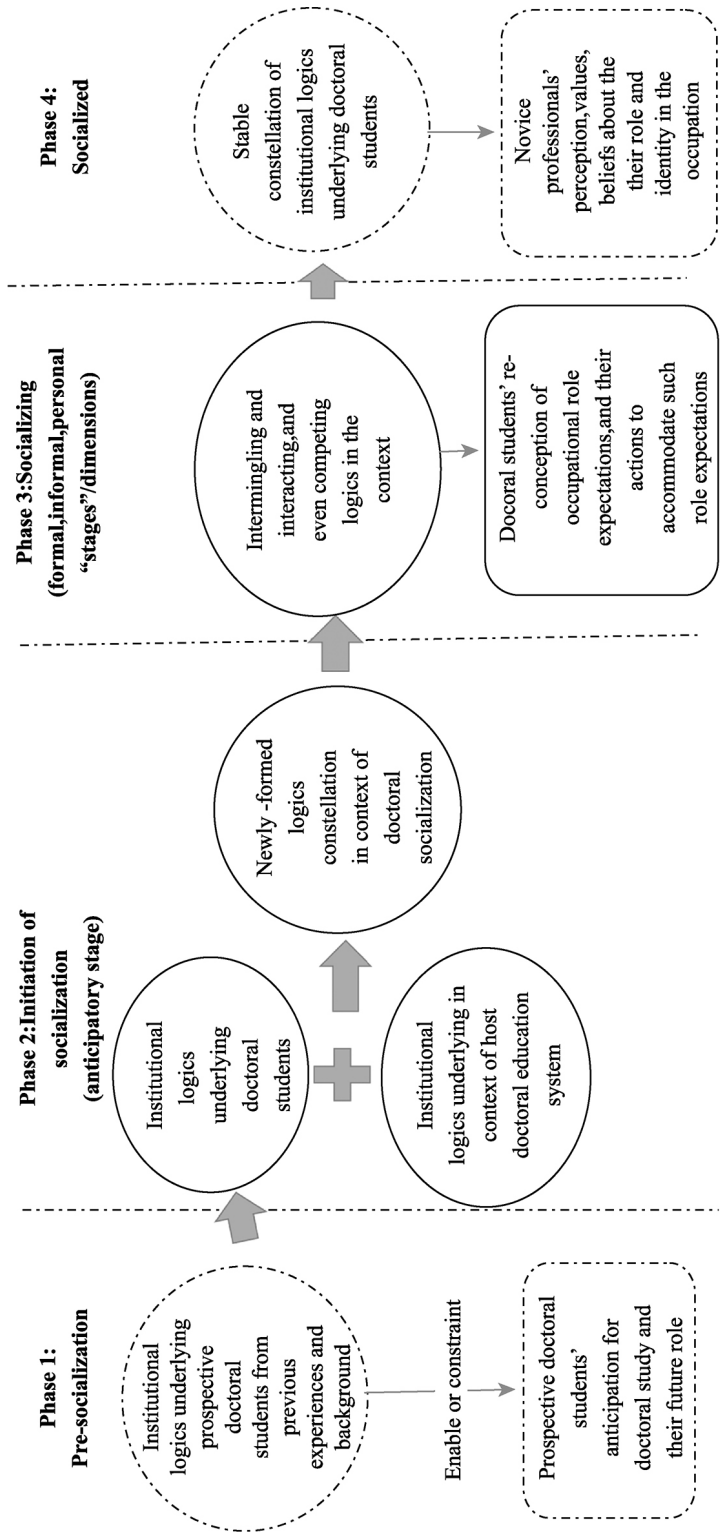 Phase 1:
Pre-socialization
Institutional
logics underlying
prospective
doctoral
students from
previous
experiences and
background
Enable or constraint
Prospective doctoral
students’
anticipation for
doctoral study and
their future role
Phase 2:Initiation of
socialization
(anticipatory stage)
Institutional
logics
underlying
doctoral
students
Institutional
logics underlying in
context of host
doctoral education
system
Newly -formed
logics
constellation
in context of
doctoral
socialization
Phase 3:Socializing
(formal,informal,personal
“stages”/dimensions)
Intermingling and
interacting,and
even competing
logics in the
context
Docoral students’ re-
conception of
occupational role
expectations,and their
actions to
accommodate such
role expectations
Phase 4:
Socialized
Stable
constellation of
institutional logics
underlying doctoral
students
Novice
professionals’
perception,values,
beliefs about the
their role and
identity in the
occupation